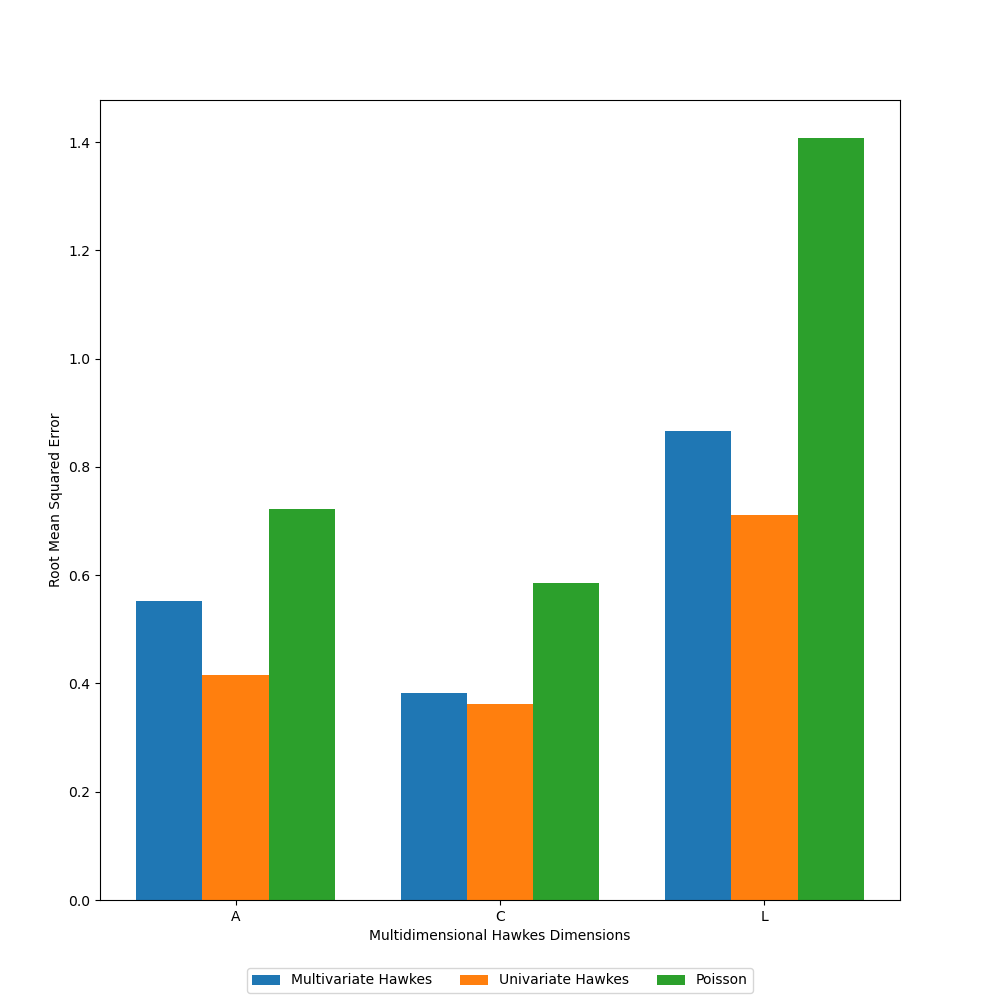 Root Mean Squared Error
1.4
1.2
1.0
0.8
0.6
0.4
0.2
0.0
A C L
Multidimensional Hawkes Dimensions
Multivariate Hawkes Univariate Hawkes Poisson